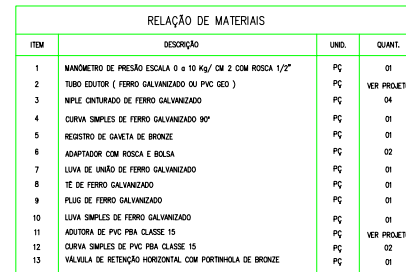 RELAÇÃO DE MATERIAIS
ITEM DESCRIÇÃO UNID. QUANT.
1 MANÔMETRO DE PRESÃO ESCALA 0 a 10 Kg/ CM 2 COM ROSCA 1/2" PÇ 01
2 TUBO EDUTOR ( FERRO GALVANIZADO OU PVC GEO ) PÇ VER PROJETO
3 NIPLE CINTURADO DE FERRO GALVANIZADO PÇ 04
4 CURVA SIMPLES DE FERRO GALVANIZADO 90° PÇ 01
5 REGISTRO DE GAVETA DE BRONZE PÇ 01
6 ADAPTADOR COM ROSCA E BOLSA PÇ 02
7 LUVA DE UNIÃO DE FERRO GALVANIZADO PÇ 01
8 TÊ DE FERRO GALVANIZADO PÇ 01
9 PLUG DE FERRO GALVANIZADO PÇ 01
10 LUVA SIMPLES DE FERRO GALVANIZADO PÇ 01
11 ADUTORA DE PVC PBA CLASSE 15 PÇ VER PROJETO
12 CURVA SIMPLES DE PVC PBA CLASSE 15 PÇ 02
13 VÁLVULA DE RETENÇÃO HORIZONTAL COM PORTINHOLA DE BRONZE PÇ 01